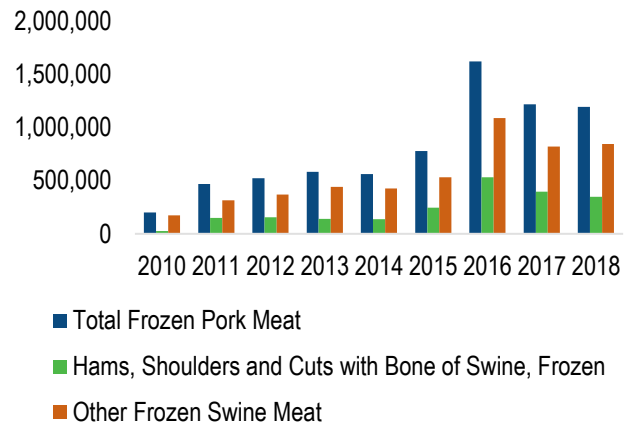 2,000,000
1,500,000
1,000,000
500,000
0
2010 2011 2012 2013 2014 2015 2016 2017 2018
Total Frozen Pork Meat
Hams, Shoulders and Cuts with Bone of Swine, Frozen
Other Frozen Swine Meat